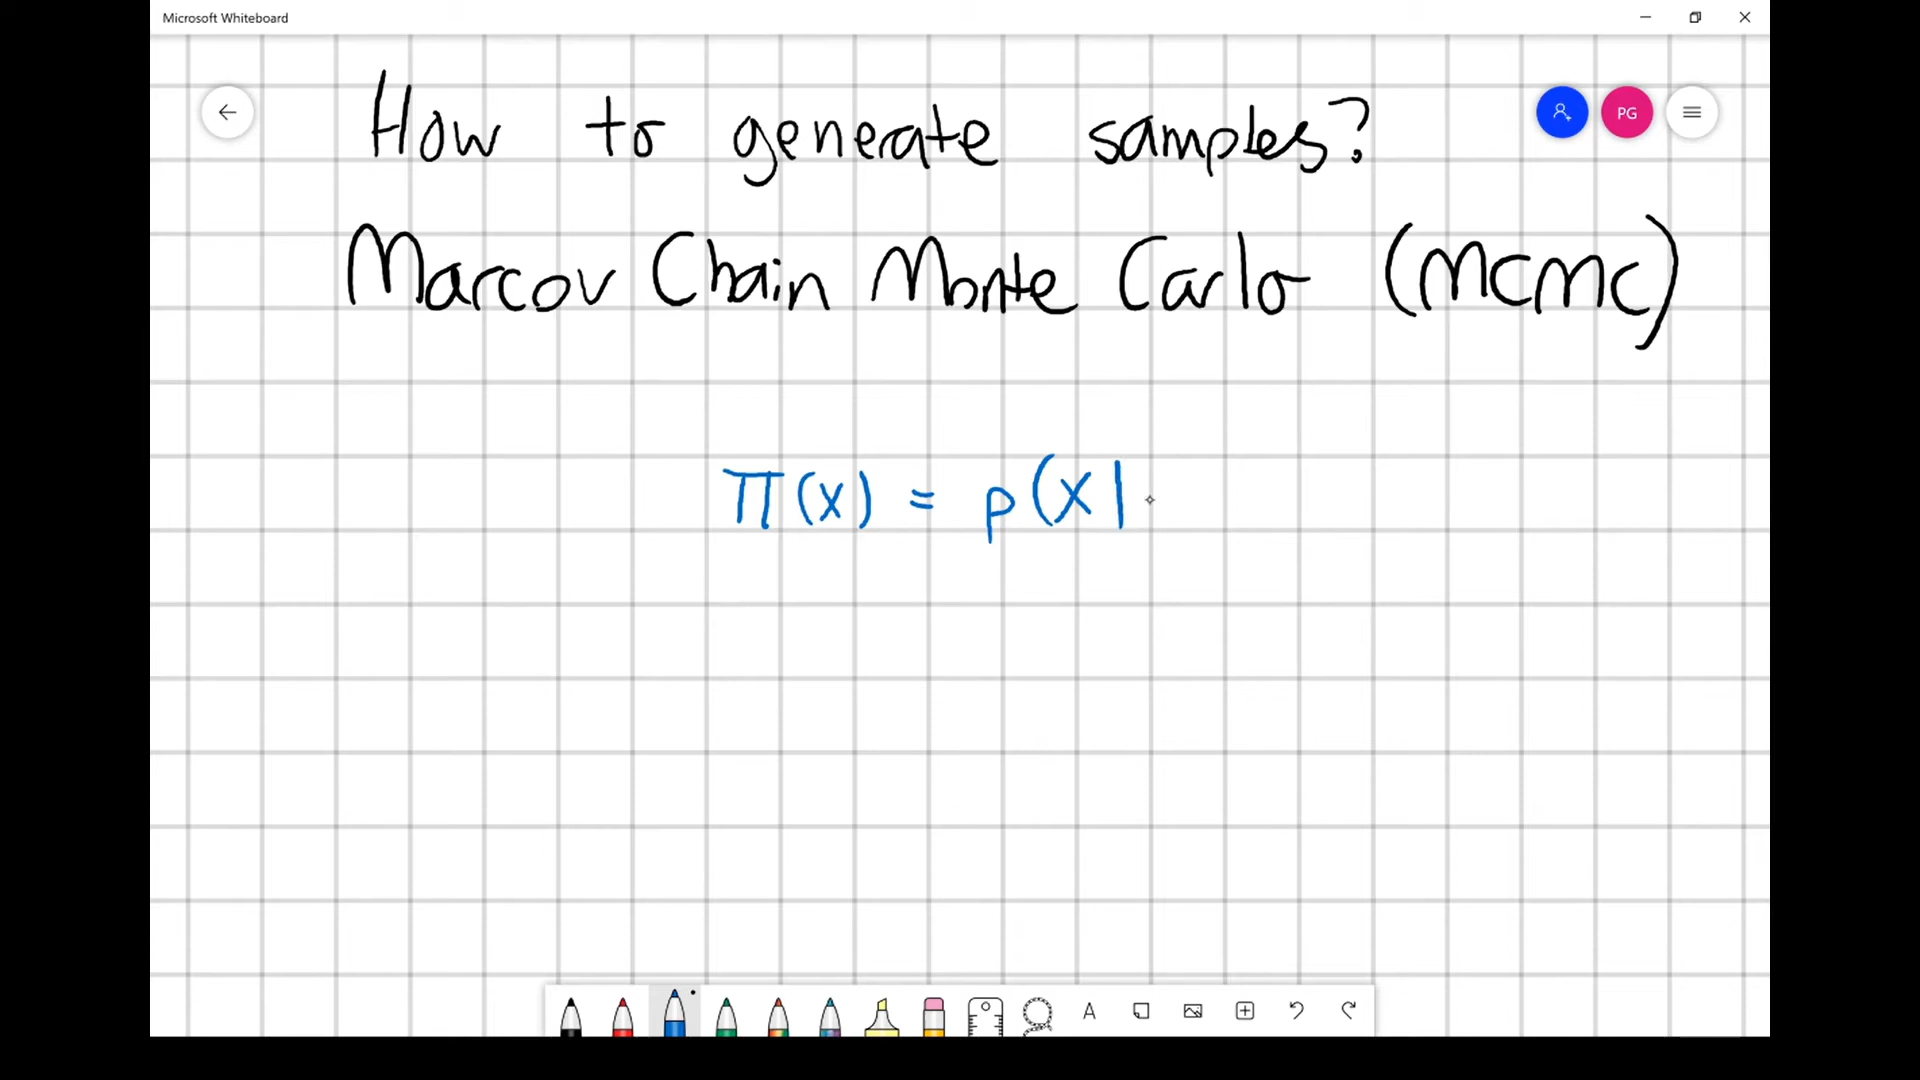 Microsoft Whiteboard
How to generate samples?
PG
Marcov Chain Monte Carlo (MCMC)
π(x) = p(x|
A